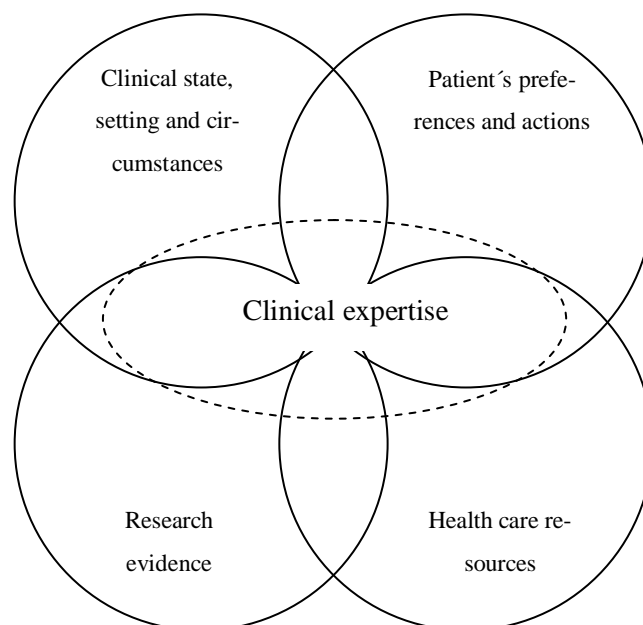 Clinical state,
setting and cir-
cumstances
Patient´s prefe-
rences and actions
Clinical expertise
Research
evidence
Health care re-
sources